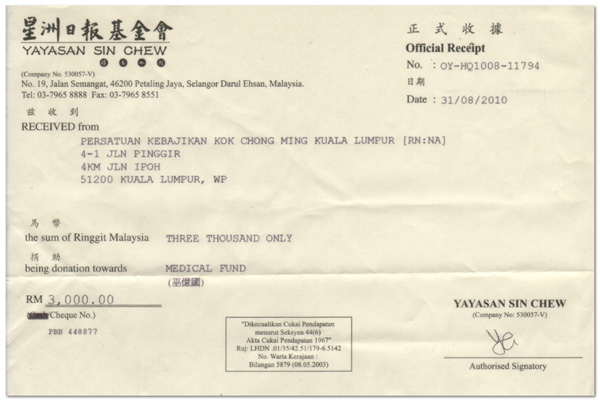 星洲日報基金會
YAYASAN SIN CHEW
(Company No. 530057-V)
No. 19, Jalan Semangat, 46200 Petaling Jaya, Selangor Darul Ehsan, Malaysia.
Tel: 03-7965 8888 Fax: 03-7965 8551
正式收據
Official Receipt
No. : OY-HQ1008-11794
日期
Date : 31/08/2010
茲收到
RECEIVED from
PERSATUAN KEBAJIKAN KOK CHONG MING KUALA LUMPUR [RN:NA]
4-1 JLN PINGGIR
4KM JLN IPOH
51200 KUALA LUMPUR, WP
馬幣
the sum of Ringgit Malaysia THREE THOUSAND ONLY
捐助
being donation towards MEDICAL FUND
(巫億國)
RM 3,000.00
Cheque No.)
PBB 448877
"Dikecualikan Cukai Pendapatan
menurut Seksyen 44(6)
Akta Cukai Pendapatan 1967"
Ruj: LHDN .01/35/42.51/179-6.5142
No. Warta Kerajaan :
Bilangan 5879 (08.05.2003)
YAYASAN SIN CHEW
(Company No: 530057-V)
Authorised Signatory